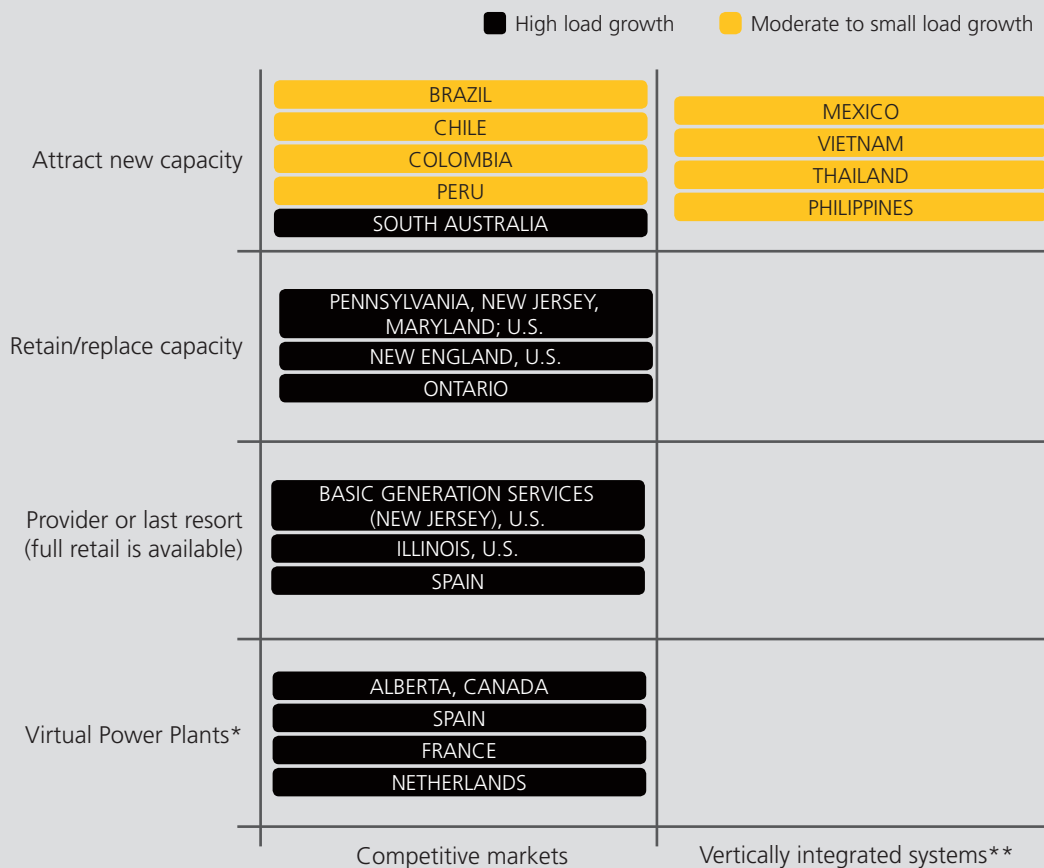 High load growth
Moderate to small load growth
Attract new capacity
BRAZIL
CHILE
COLOMBIA
PERU
SOUTH AUSTRALIA
MEXICO
VIETNAM
THAILAND
PHILIPPINES
Retain/replace capacity
PENNSYLVANIA, NEW JERSEY,
MARYLAND; U.S.
NEW ENGLAND, U.S.
ONTARIO
Provider or last resort
(full retail is available)
BASIC GENERATION SERVICES
(NEW JERSEY), U.S.
ILLINOIS, U.S.
SPAIN
Virtual Power Plants*
ALBERTA, CANADA
SPAIN
FRANCE
NETHERLANDS
Competitive markets
Vertically integrated systems**